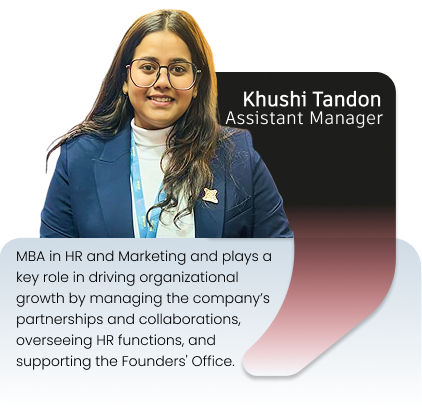 Khushi Tandon
Assistant Manager
MBA in HR and Marketing and plays a
key role in driving organizational
growth by managing the company's
partnerships and collaborations,
overseeing HR functions, and
supporting the Founders' Office.